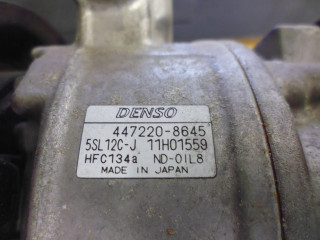 DENSO
447220-8645
5SL12C-J 11H01559
HFC134a ND-OIL8
MADE IN JAPAN